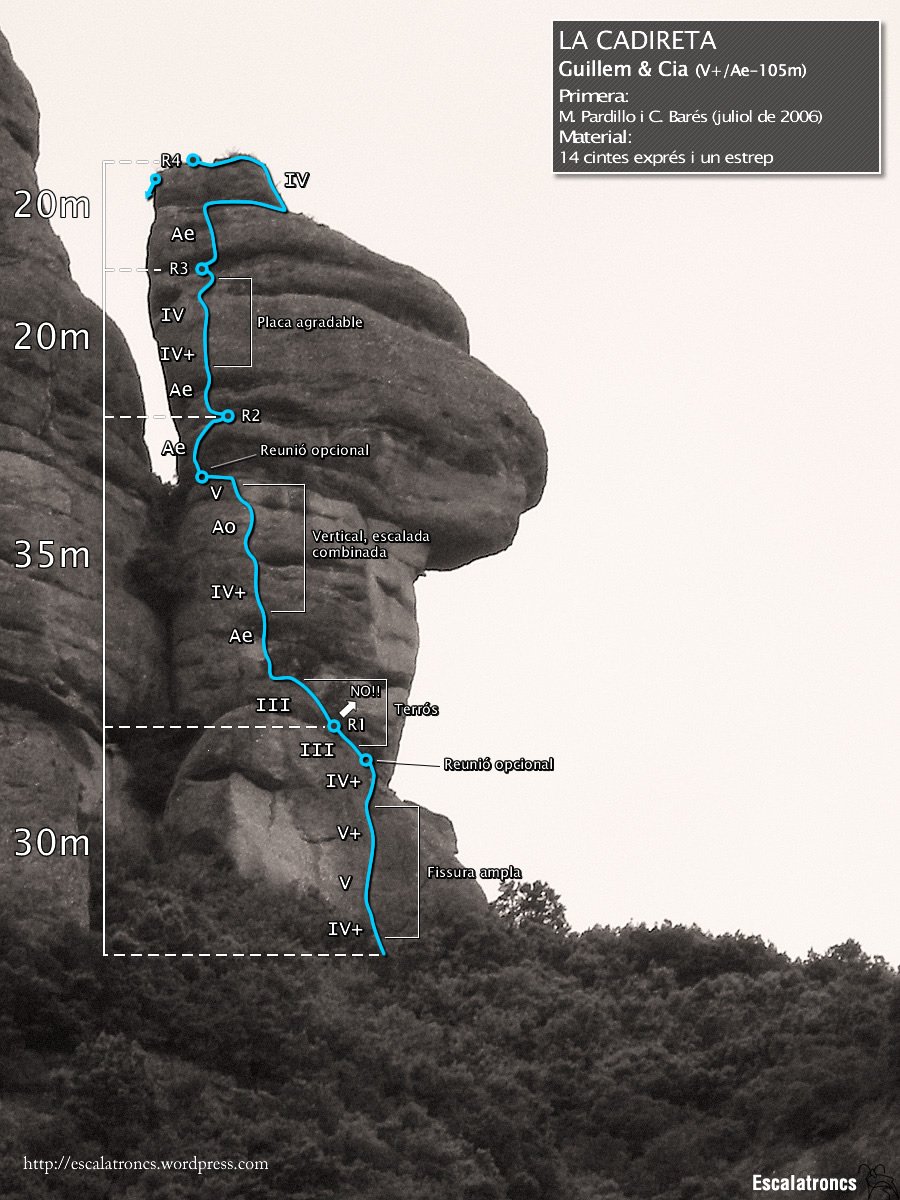 LA CADIRETA
Guillem & Cia (V+/Ae-105m)
Primera:
M. Pardillo i C. Barés (juliol de 2006)
Material:
14 cintes exprés i un estrep
R4
IV
20m
Ae
R3
IV
Placa agradable
20m
IV+
Ae
R2
Ae
Reunió opcional
V
Ao
Vertical, escalada
combinada
35m
IV+
Ae
NO!!
III
Terrós
R1
III
Reunió opcional
IV+
V+
30m
Fissura ampla
V
IV+
http://escalatroncs.wordpress.com
Escalatroncs